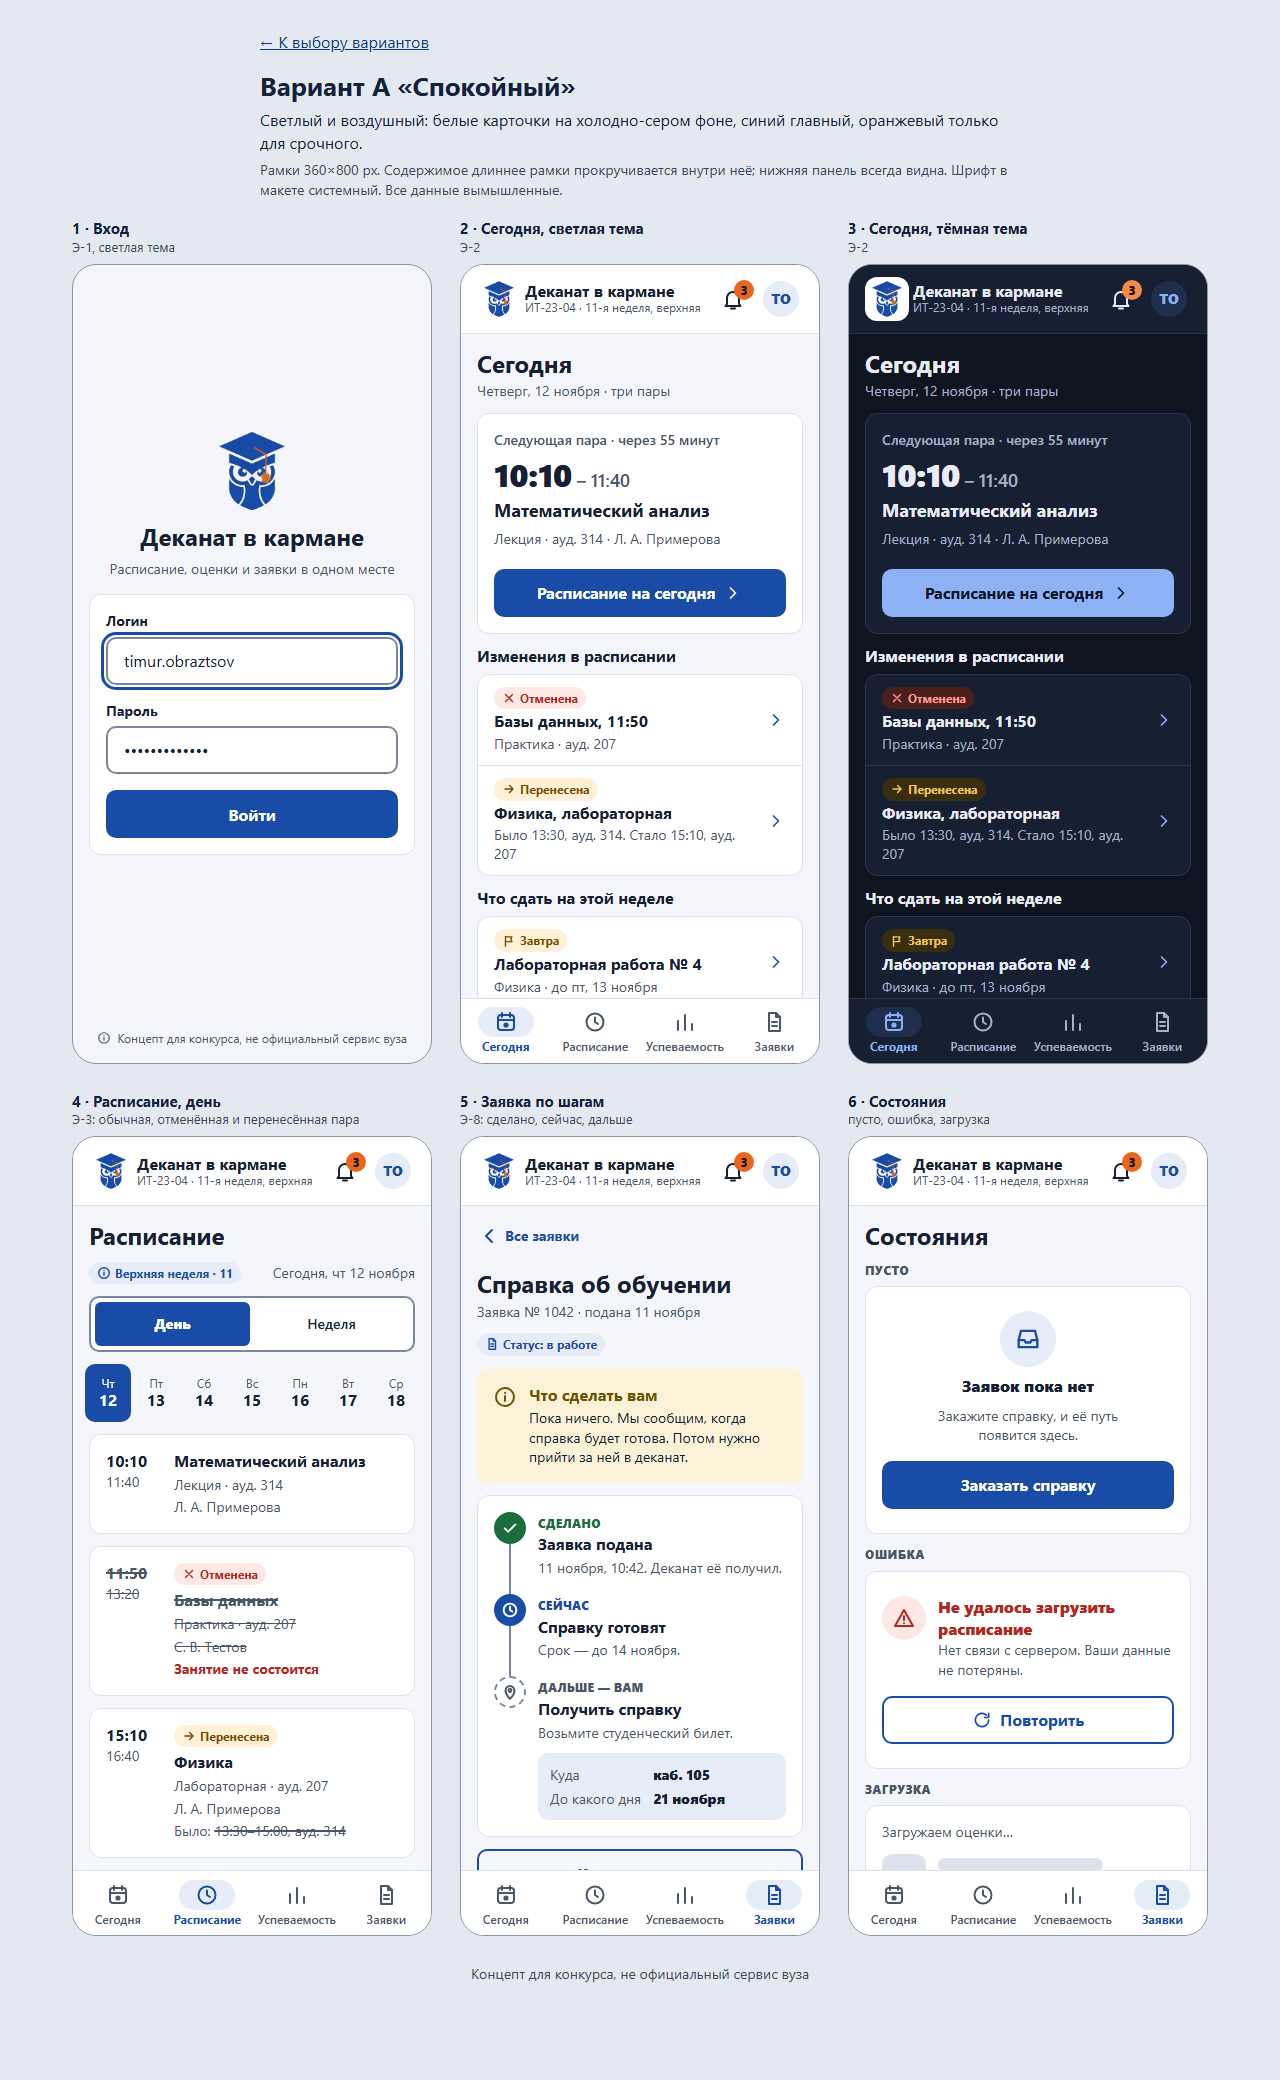 ← К выбору вариантов
Вариант А «Спокойный»
Светлый и воздушный: белые карточки на холодно-сером фоне, синий главный, оранжевый только
для срочного.
Рамки 360×800 px. Содержимое длиннее рамки прокручивается внутри неё; нижняя панель всегда видна. Шрифт в
макете системный. Все данные вымышленные.
1 · Вход
Э-1, светлая тема
Деканат в кармане
Расписание, оценки и заявки в одном месте
Логин
timur.obraztsov
Пароль
•••••••••••••
Войти
Концепт для конкурса, не официальный сервис вуза
2 · Сегодня, светлая тема
Э-2
Деканат в кармане
ИТ-23-04 · 11-я неделя, верхняя
3
ТО
Сегодня
Четверг, 12 ноября · три пары
Следующая пара · через 55 минут
10:10 – 11:40
Математический анализ
Лекция · ауд. 314 · Л. А. Примерова
Расписание на сегодня
Изменения в расписании
Отменена
Базы данных, 11:50
Практика · ауд. 207
Перенесена
Физика, лабораторная
Было 13:30, ауд. 314. Стало 15:10, ауд.
207
Что сдать на этой неделе
Завтра
Лабораторная работа № 4
Физика · до пт, 13 ноября
Сегодня
Расписание
Успеваемость
Заявки
3 · Сегодня, тёмная тема
Э-2
Деканат в кармане
ИТ-23-04 · 11-я неделя, верхняя
3
ТО
Сегодня
Четверг, 12 ноября · три пары
Следующая пара · через 55 минут
10:10 – 11:40
Математический анализ
Лекция · ауд. 314 · Л. А. Примерова
Расписание на сегодня
Изменения в расписании
Отменена
Базы данных, 11:50
Практика · ауд. 207
Перенесена
Физика, лабораторная
Было 13:30, ауд. 314. Стало 15:10, ауд.
207
Что сдать на этой неделе
Завтра
Лабораторная работа № 4
Физика · до пт, 13 ноября
Сегодня
Расписание
Успеваемость
Заявки
4 · Расписание, день
Э-3: обычная, отменённая и перенесённая пара
Деканат в кармане
ИТ-23-04 · 11-я неделя, верхняя
3
ТО
Расписание
Верхняя неделя · 11
Сегодня, чт 12 ноября
День
Неделя
Чт Пт Сб Вс Пн Вт Ср
12 13 14 15 16 17 18
10:10
11:40
Математический анализ
Лекция · ауд. 314
Л. А. Примерова
11:50
13:20
Отменена
Базы данных
Практика · ауд. 207
С. В. Тестов
Занятие не состоится
15:10
16:40
Перенесена
Физика
Лабораторная · ауд. 207
Л. А. Примерова
Было: 13:30–15:00, ауд. 314
Сегодня
Расписание
Успеваемость
Заявки
5 · Заявка по шагам
Э-8: сделано, сейчас, дальше
Деканат в кармане
ИТ-23-04 · 11-я неделя, верхняя
3
ТО
Все заявки
Справка об обучении
Заявка № 1042 · подана 11 ноября
Статус: в работе
Что сделать вам
Пока ничего. Мы сообщим, когда
справка будет готова. Потом нужно
прийти за ней в деканат.
СДЕЛАНО
Заявка подана
11 ноября, 10:42. Деканат её получил.
СЕЙЧАС
Справку готовят
Срок — до 14 ноября.
ДАЛЬШЕ — ВАМ
Получить справку
Возьмите студенческий билет.
Куда каб. 105
До какого дня 21 ноября
Сегодня
Расписание
Успеваемость
Заявки
6 · Состояния
пусто, ошибка, загрузка
Деканат в кармане
ИТ-23-04 · 11-я неделя, верхняя
3
ТО
Состояния
ПУСТО
Заявок пока нет
Закажите справку, и её путь
появится здесь.
Заказать справку
ОШИБКА
Не удалось загрузить
расписание
Нет связи с сервером. Ваши данные
не потеряны.
Повторить
ЗАГРУЗКА
Загружаем оценки...
Сегодня
Расписание
Успеваемость
Заявки
Концепт для конкурса, не официальный сервис вуза